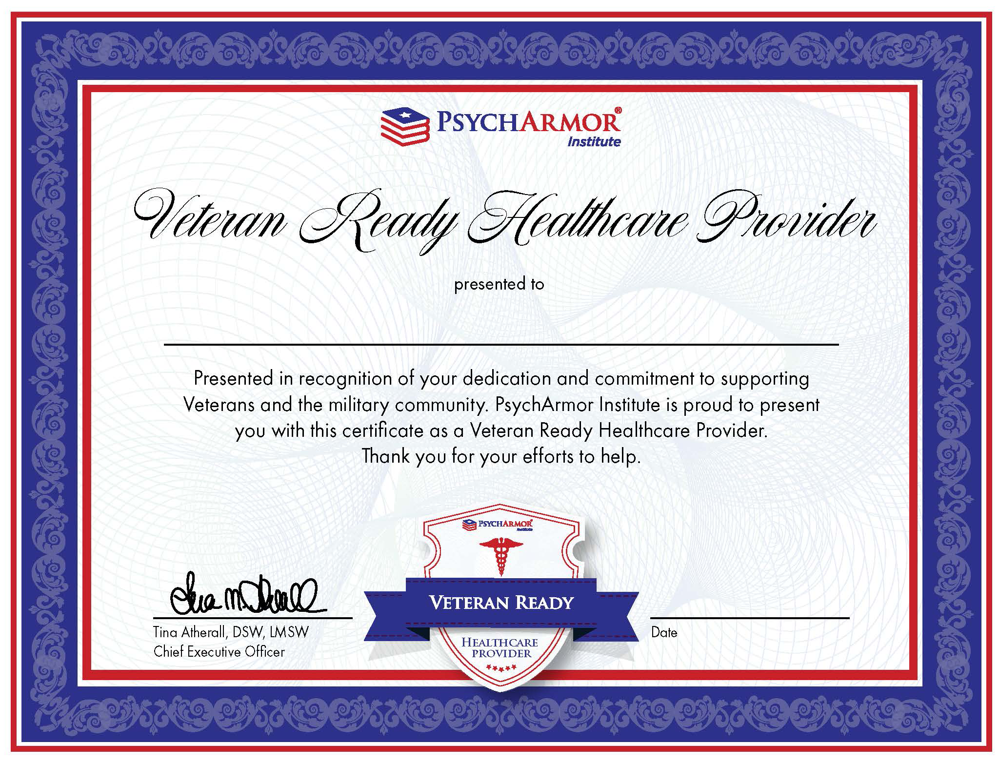 PSYCHARMOR®
Institute
Veteran Ready Healthcare Provider
presented to
Presented in recognition of your dedication and commitment to supporting
Veterans and the military community. PsychArmor Institute is proud to present
you with this certificate as a Veteran Ready Healthcare Provider.
Thank you for your efforts to help.
PSYCHARMOR®
Institute
VETERAN READY
HEALTHCARE
PROVIDER
Tina M. Atherall
Tina Atherall, DSW, LMSW
Chief Executive Officer
Date